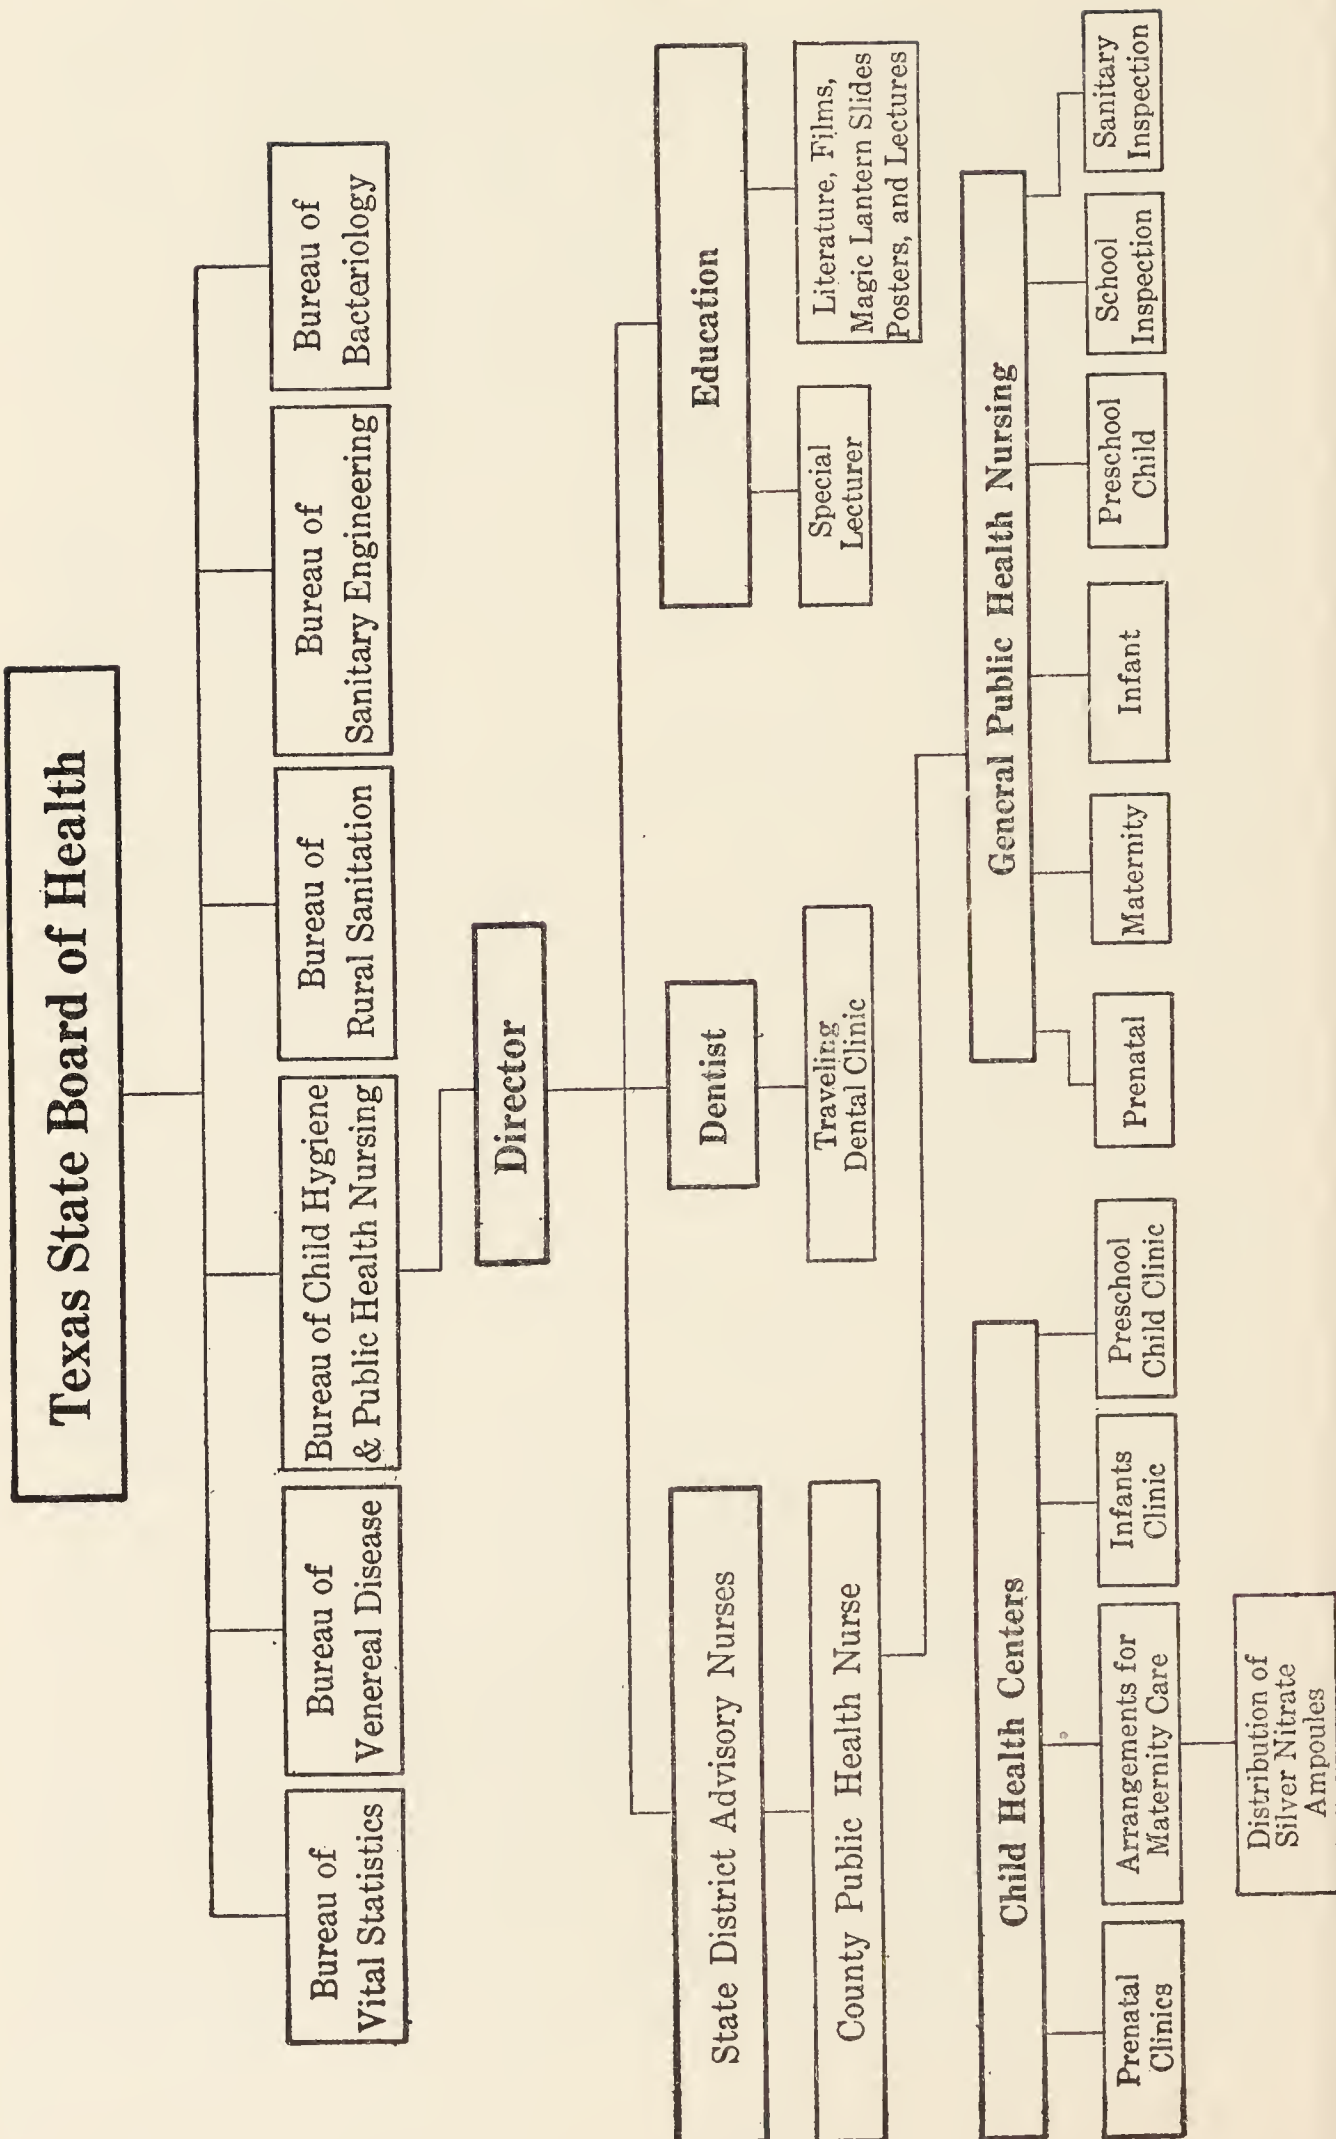 Texas State Board of Health
Bureau of
Vital Statistics
Bureau of
Venereal Disease
Bureau of Child Hygiene
& Public Health Nursing
Bureau of
Rural Sanitation
Bureau of
Sanitary Engineering
Bureau of
Bacteriology
Director
State District Advisory Nurses
Dentist
Education
County Public Health Nurse
Traveling
Dental Clinic
Special
Lecturer
Literature, Films,
Magic Lantern Slides
Posters, and Lectures
Child Health Centers
General Public Health Nursing
Prenatal
Clinics
Arrangements for
Maternity Care
Infants
Clinic
Preschool
Child Clinic
Prenatal
Maternity
Infant
Preschool
Child
School
Inspection
Sanitary
Inspection
Distribution of
Silver Nitrate
Ampoules